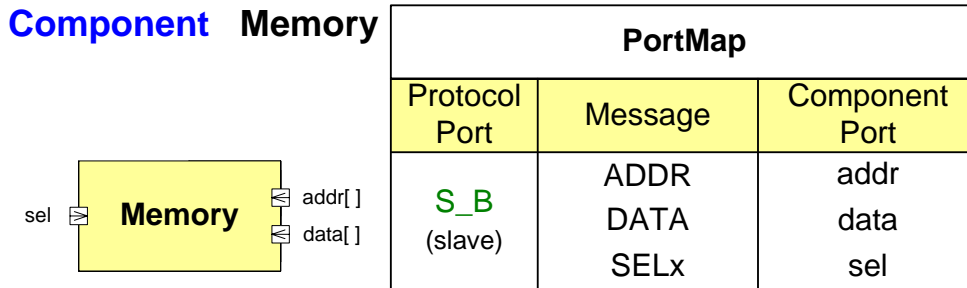 Component Memory
PortMap
Protocol Port
Message
Component Port
S_B
(slave)
ADDR addr
DATA data
SELx sel
sel
Memory
addr[ ]
data[ ]